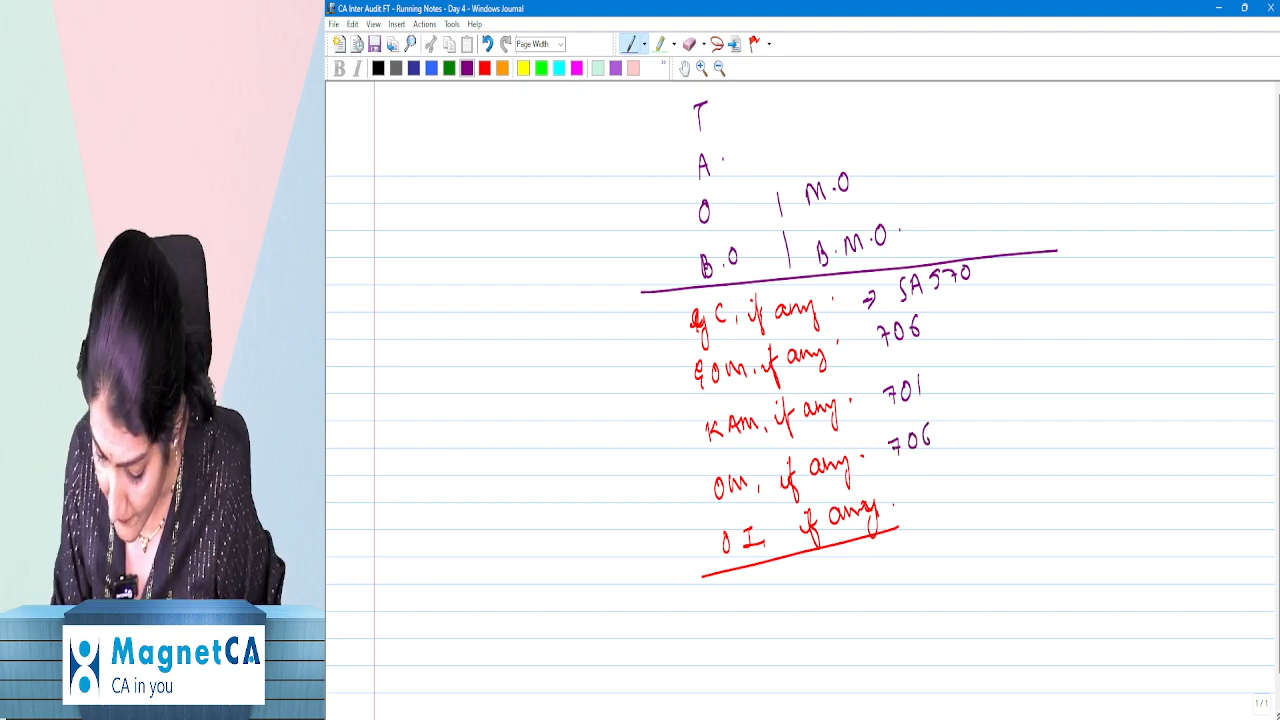 CA Inter Audit FT - Running Notes - Day 4 - Windows Journal
File Edit View Insert Actions Tools Help
Page Width
B I
T
A .
O | M.O
B.O | B.M.O.
C, if any. → SA 570
EOM, if any. 706
KAM, if any. 701
OM, if any. 706
OI, if any.
MagnetCA
CA in you
1/1